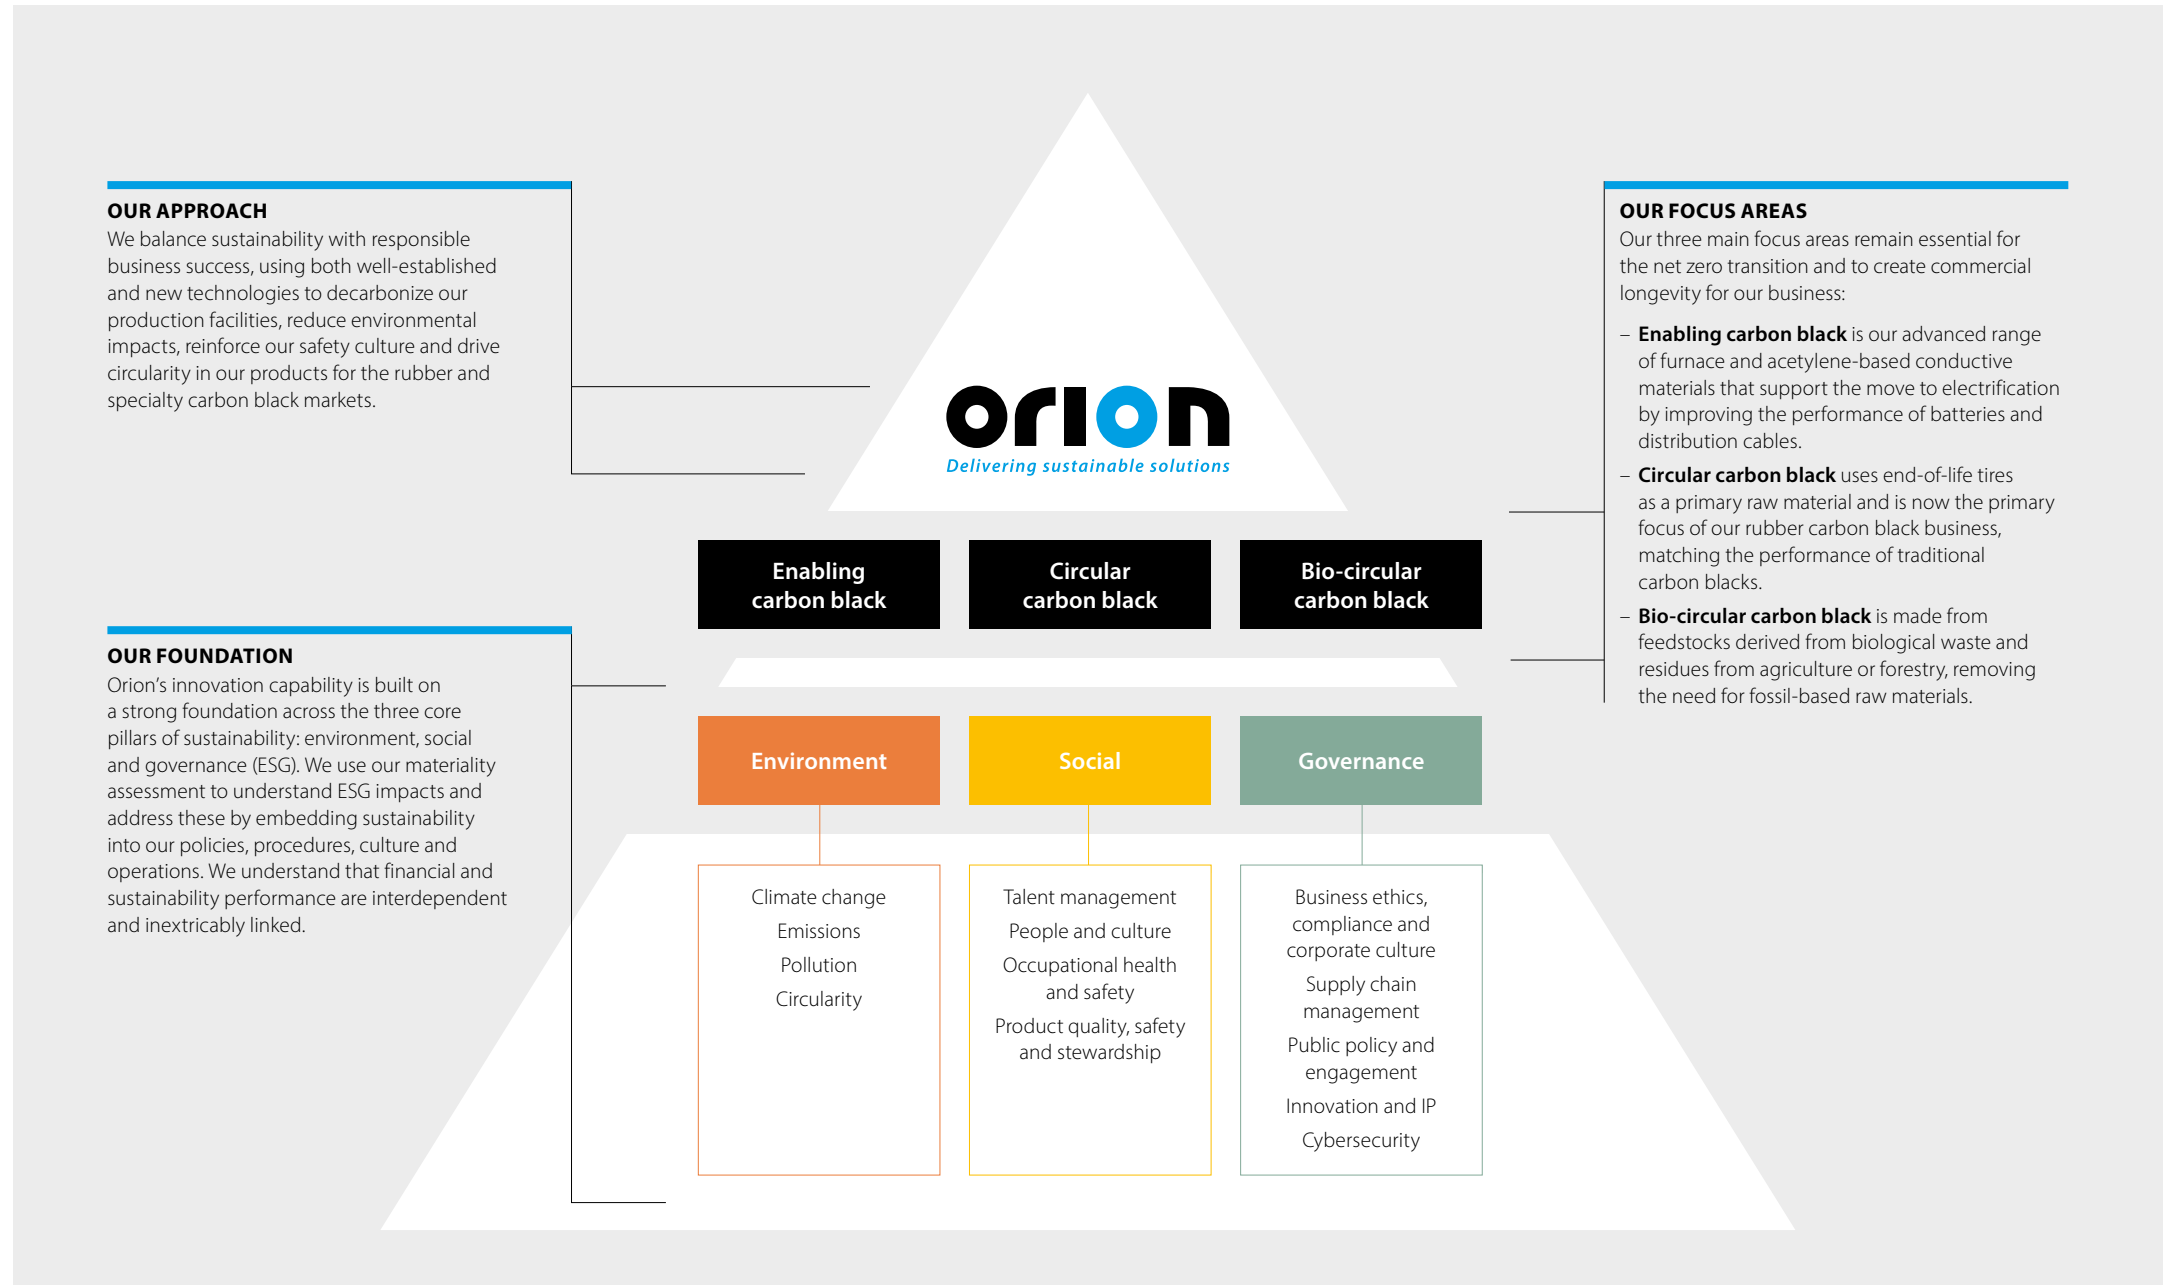 OUR APPROACH
We balance sustainability with responsible
business success, using both well-established
and new technologies to decarbonize our
production facilities, reduce environmental
impacts, reinforce our safety culture and drive
circularity in our products for the rubber and
specialty carbon black markets.
OUR FOUNDATION
Orion’s innovation capability is built on
a strong foundation across the three core
pillars of sustainability: environment, social
and governance (ESG). We use our materiality
assessment to understand ESG impacts and
address these by embedding sustainability
into our policies, procedures, culture and
operations. We understand that financial and
sustainability performance are interdependent
and inextricably linked.
orion
Delivering sustainable solutions
Enabling
carbon black
Circular
carbon black
Bio-circular
carbon black
Environment
Climate change
Emissions
Pollution
Circularity
Social
Talent management
People and culture
Occupational health
and safety
Product quality, safety
and stewardship
Governance
Business ethics,
compliance and
corporate culture
Supply chain
management
Public policy and
engagement
Innovation and IP
Cybersecurity
OUR FOCUS AREAS
Our three main focus areas remain essential for
the net zero transition and to create commercial
longevity for our business:
– Enabling carbon black is our advanced range
of furnace and acetylene-based conductive
materials that support the move to electrification
by improving the performance of batteries and
distribution cables.
– Circular carbon black uses end-of-life tires
as a primary raw material and is now the primary
focus of our rubber carbon black business,
matching the performance of traditional
carbon blacks.
– Bio-circular carbon black is made from
feedstocks derived from biological waste and
residues from agriculture or forestry, removing
the need for fossil-based raw materials.